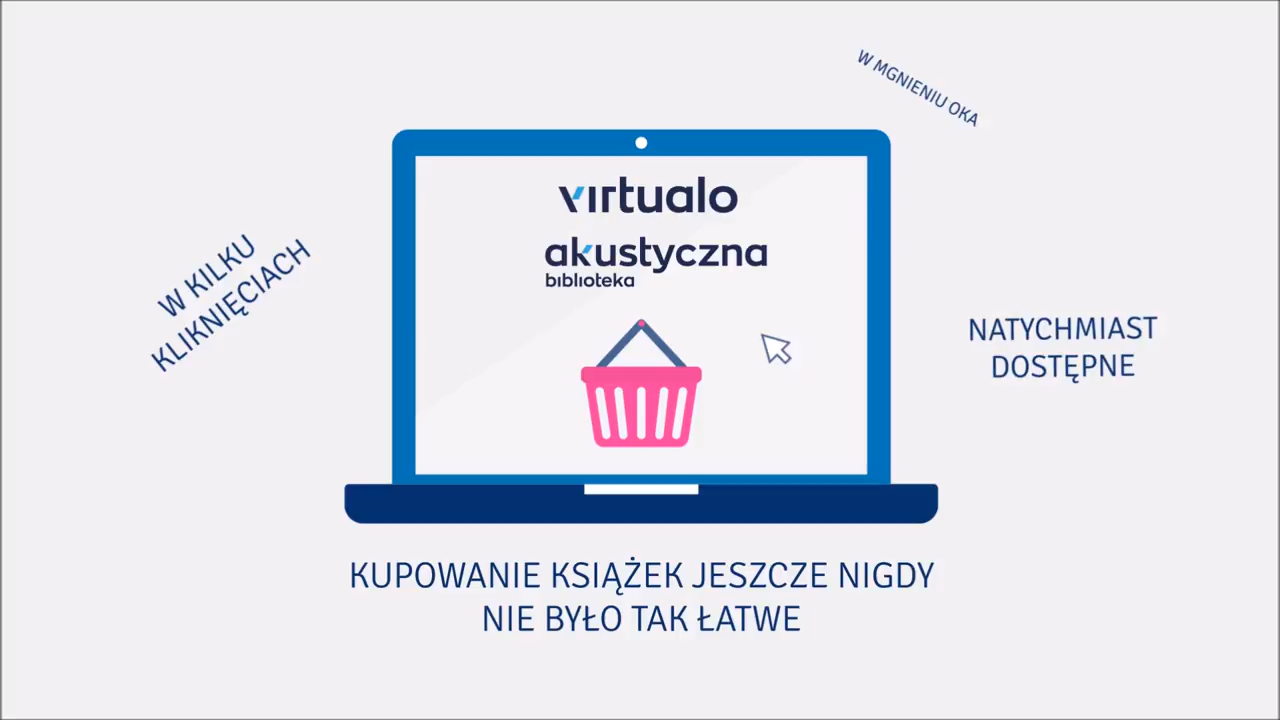 W MGNIENIU OKA
virtualo
akustyczna
biblioteka
W KILKU
KLIKNIĘCIACH
NATYCHMIAST
DOSTĘPNE
KUPOWANIE KSIĄŻEK JESZCZE NIGDY
NIE BYŁO TAK ŁATWE